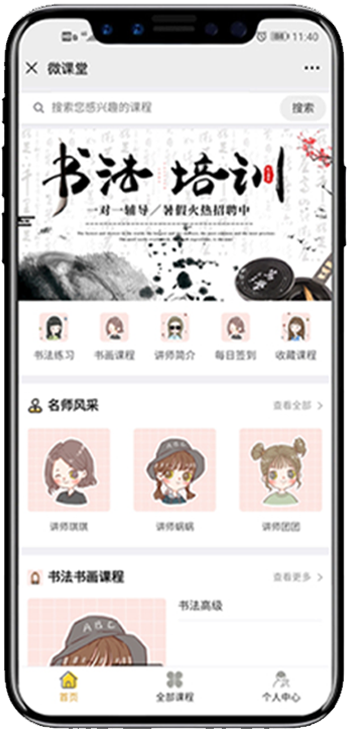 11:40
微课堂
搜索您感兴趣的课程
搜索
书法 培训
一对一辅导／暑假火热招聘中
书法练习
书画课程
讲师简介
每日签到
收藏课程
名师风采
查看全部
讲师琪琪
讲师蜗蜗
讲师团团
书法书画课程
查看更多
书法高级
ABC
首页
全部课程
个人中心